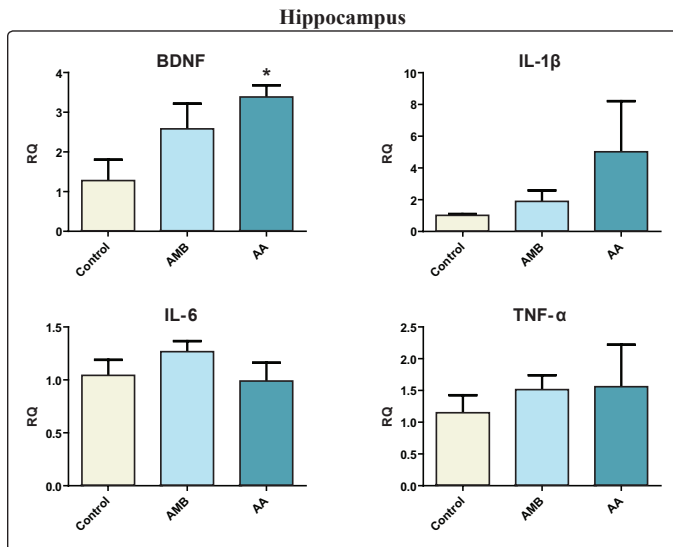 Hippocampus
BDNF
4
3
2
1
0
RQ
*
Control
AMB
AA
IL-1β
10
8
6
4
2
0
RQ
Control
AMB
AA
IL-6
1.5
1.0
0.5
0.0
RQ
Control
AMB
AA
TNF-α
2.5
2.0
1.5
1.0
0.5
0.0
RQ
Control
AMB
AA